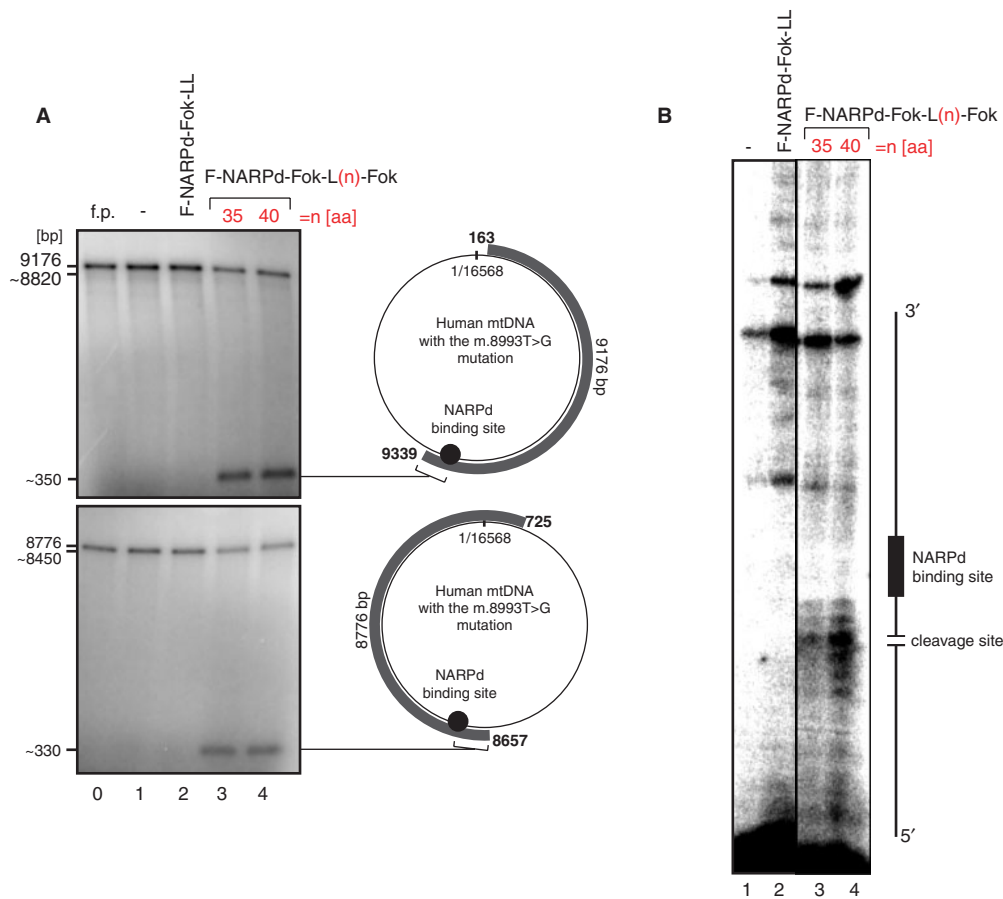 A
F-NARPd-Fok-LL
F-NARPd-Fok-L(n)-Fok
f.p.
-
35 40 =n [aa]
[bp]
9176
~8820
~350
163
1/16568
Human mtDNA
with the m.8993T>G
mutation
9176 bp
NARPd
binding site
9339
8776
~8450
~330
725
1/16568
Human mtDNA
with the m.8993T>G
mutation
8776 bp
NARPd
binding site
8657
0 1 2 3 4
B
F-NARPd-Fok-LL
F-NARPd-Fok-L(n)-Fok
-
35 40 =n [aa]
3′
NARPd
binding site
cleavage site
5′
1 2 3 4